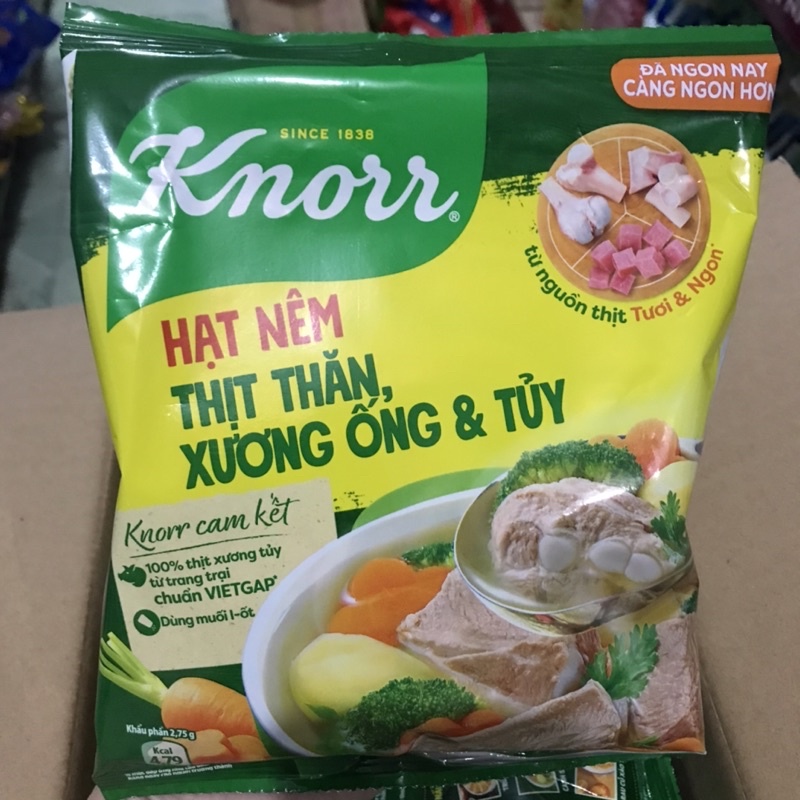 ĐÃ NGON NAY
CÀNG NGON HƠN
SINCE 1838
Knorr®
từ nguồn thịt Tươi & Ngon*
HẠT NÊM
THỊT THĂN,
XƯƠNG ỐNG & TỦY
Knorr cam kết
100% thịt xương tủy
từ trang trại
chuẩn VIETGAP*
Dùng muối I-ốt
Khẩu phần 2,75 g
Kcal
4,79